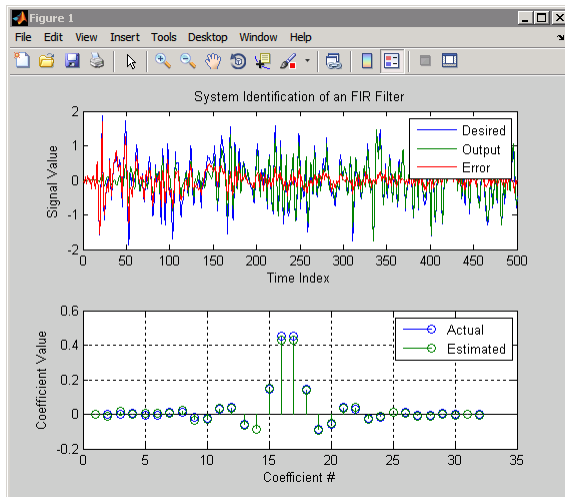 Figure 1
File Edit View Insert Tools Desktop Window Help
System Identification of an FIR Filter
2
1
0
-1
-2
Signal Value
Desired
Output
Error
0 50 100 150 200 250 300 350 400 450 500
Time Index
0.6
0.4
0.2
0
-0.2
Coefficient Value
Actual
Estimated
0 5 10 15 20 25 30 35
Coefficient #